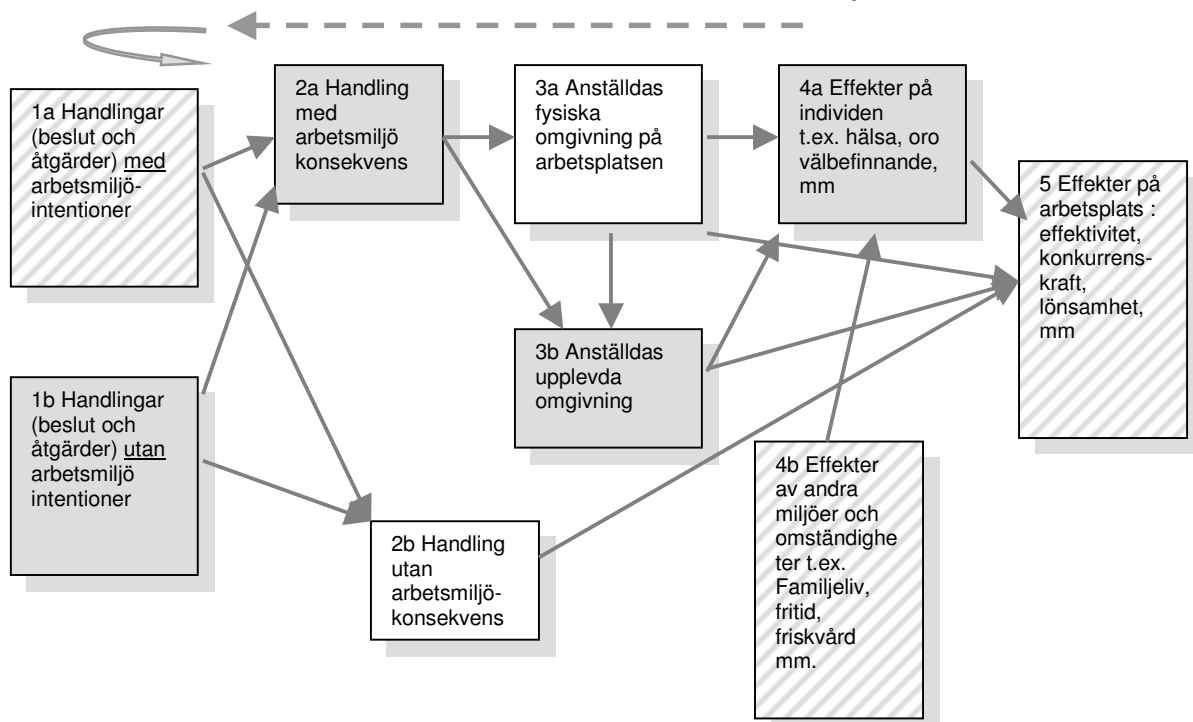 1a Handlingar
(beslut och
åtgärder) med
arbetsmiljö-
intentioner
2a Handling
med
arbetsmiljö
konsekvens
3a Anställdas
fysiska
omgivning på
arbetsplatsen
4a Effekter på
individen
t.ex. hälsa, oro
välbefinnande,
mm
5 Effekter på
arbetsplats :
effektivitet,
konkurrens-
kraft,
lönsamhet,
mm
3b Anställdas
upplevda
omgivning
1b Handlingar
(beslut och
åtgärder) utan
arbetsmiljö
intentioner
2b Handling
utan
arbetsmiljö-
konsekvens
4b Effekter
av andra
miljöer och
omständighe
ter t.ex.
Familjeliv,
fritid,
friskvård
mm.